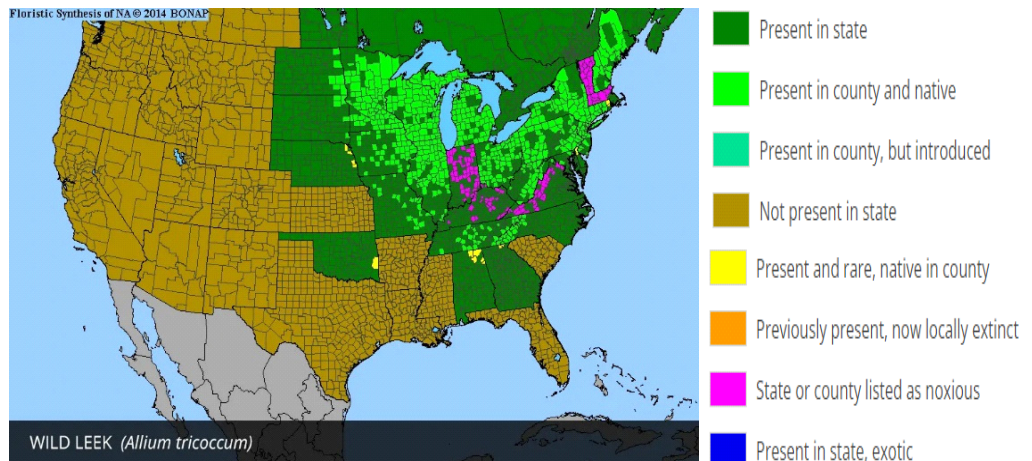 Floristic Synthesis of NA © 2014 BONAP
Present in state
Present in county and native
Present in county, but introduced
Not present in state
Present and rare, native in county
Previously present, now locally extinct
State or county listed as noxious
Present in state, exotic
WILD LEEK (Allium tricoccum)